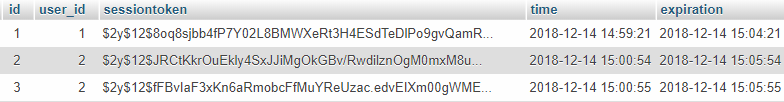 id user_id sessiontoken time expiration
1 1 $2y$12$8oq8sjbb4fP7Y02L8BMWXeRt3H4ESdTeDlPo9gvQamR... 2018-12-14 14:59:21 2018-12-14 15:04:21
2 2 $2y$12$JRCtKkrOuEkly4SxJJiMgOkGBv/RwdilznOgM0mxM8u... 2018-12-14 15:00:54 2018-12-14 15:05:54
3 2 $2y$12$fFBvIaF3xKn6aRmobcFfMuYReUzac.edvEIXm00gWME... 2018-12-14 15:00:55 2018-12-14 15:05:55